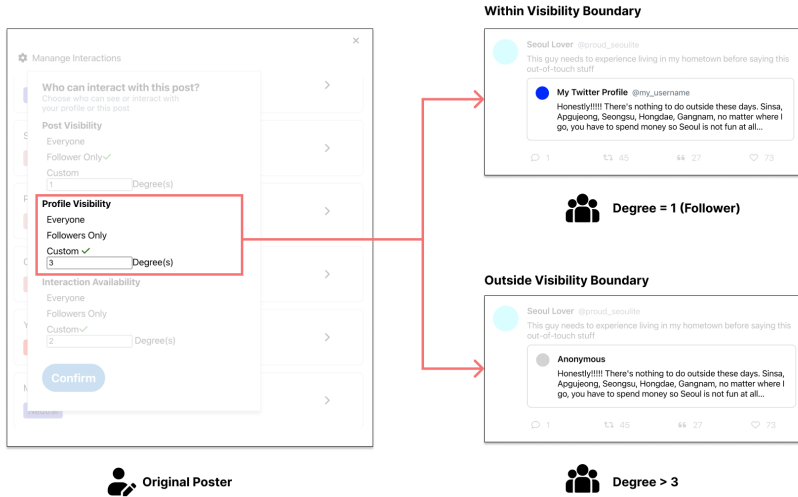 Within Visibility Boundary
Manange Interactions
Who can interact with this post?
Choose who can see or interact with
your profile or this post
Post Visibility
Everyone
Follower Only
Custom
1 Degree(s)
Profile Visibility
Everyone
Followers Only
Custom
3 Degree(s)
Interaction Availability
Everyone
Followers Only
Custom
2 Degree(s)
Confirm
Original Poster
Seoul Lover @proud_seoulite
This guy needs to experience living in my hometown before saying this
out-of-touch stuff
My Twitter Profile @my_username
Honestly!!!!! There's nothing to do outside these days. Sinsa,
Apgujeong, Seongsu, Hongdae, Gangnam, no matter where I
go, you have to spend money so Seoul is not fun at all...
1 45 27 73
Degree = 1 (Follower)
Outside Visibility Boundary
Seoul Lover @proud_seoulite
This guy needs to experience living in my hometown before saying this
out-of-touch stuff
Anonymous
Honestly!!!!! There's nothing to do outside these days. Sinsa,
Apgujeong, Seongsu, Hongdae, Gangnam, no matter where I
go, you have to spend money so Seoul is not fun at all...
1 45 27 73
Degree > 3